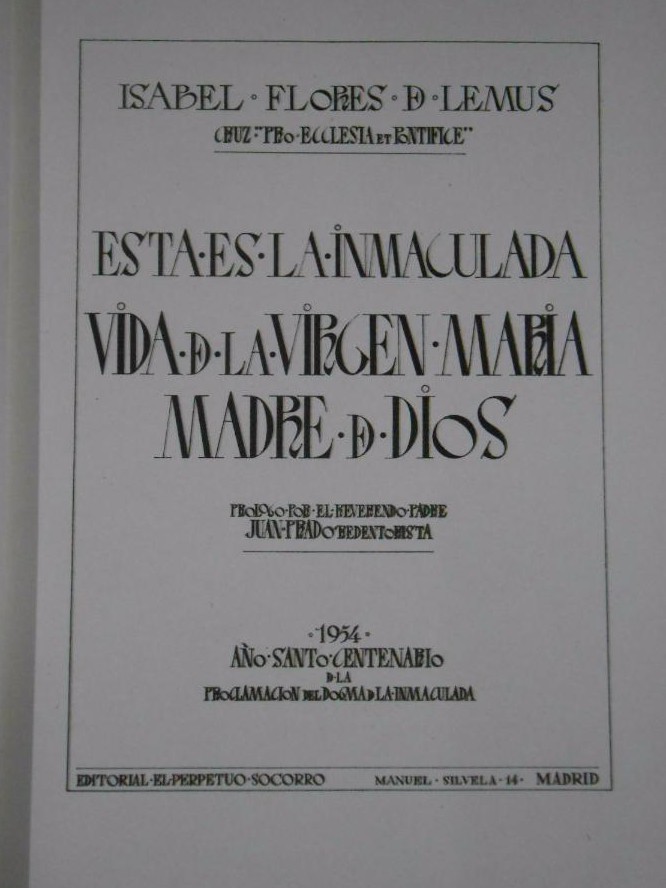 ISABEL · FLORES · D · LEMUS
CRUZ · "PRO · ECCLESIA ET PONTIFICE"
ESTA · ES · LA · INMACULADA
VIDA · D · LA · VIRGEN · MARIA
MADRE · D · DIOS
PROLOGO · POR · EL · REVERENDO · PADRE
JUAN · PRADO · REDENTORISTA
· 1954 ·
AÑO · SANTO · CENTENARIO
D · LA
PROCLAMACION DEL DOGMA D LA INMACULADA
EDITORIAL · EL · PERPETUO · SOCORRO MANUEL · SILVELA · 14 · MADRID